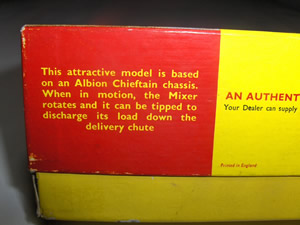 This attractive model is based
on an Albion Chieftain chassis.
When in motion, the Mixer
rotates and it can be tipped to
discharge its load down the
delivery chute
AN AUTHENT
Your Dealer can supply
Printed in England